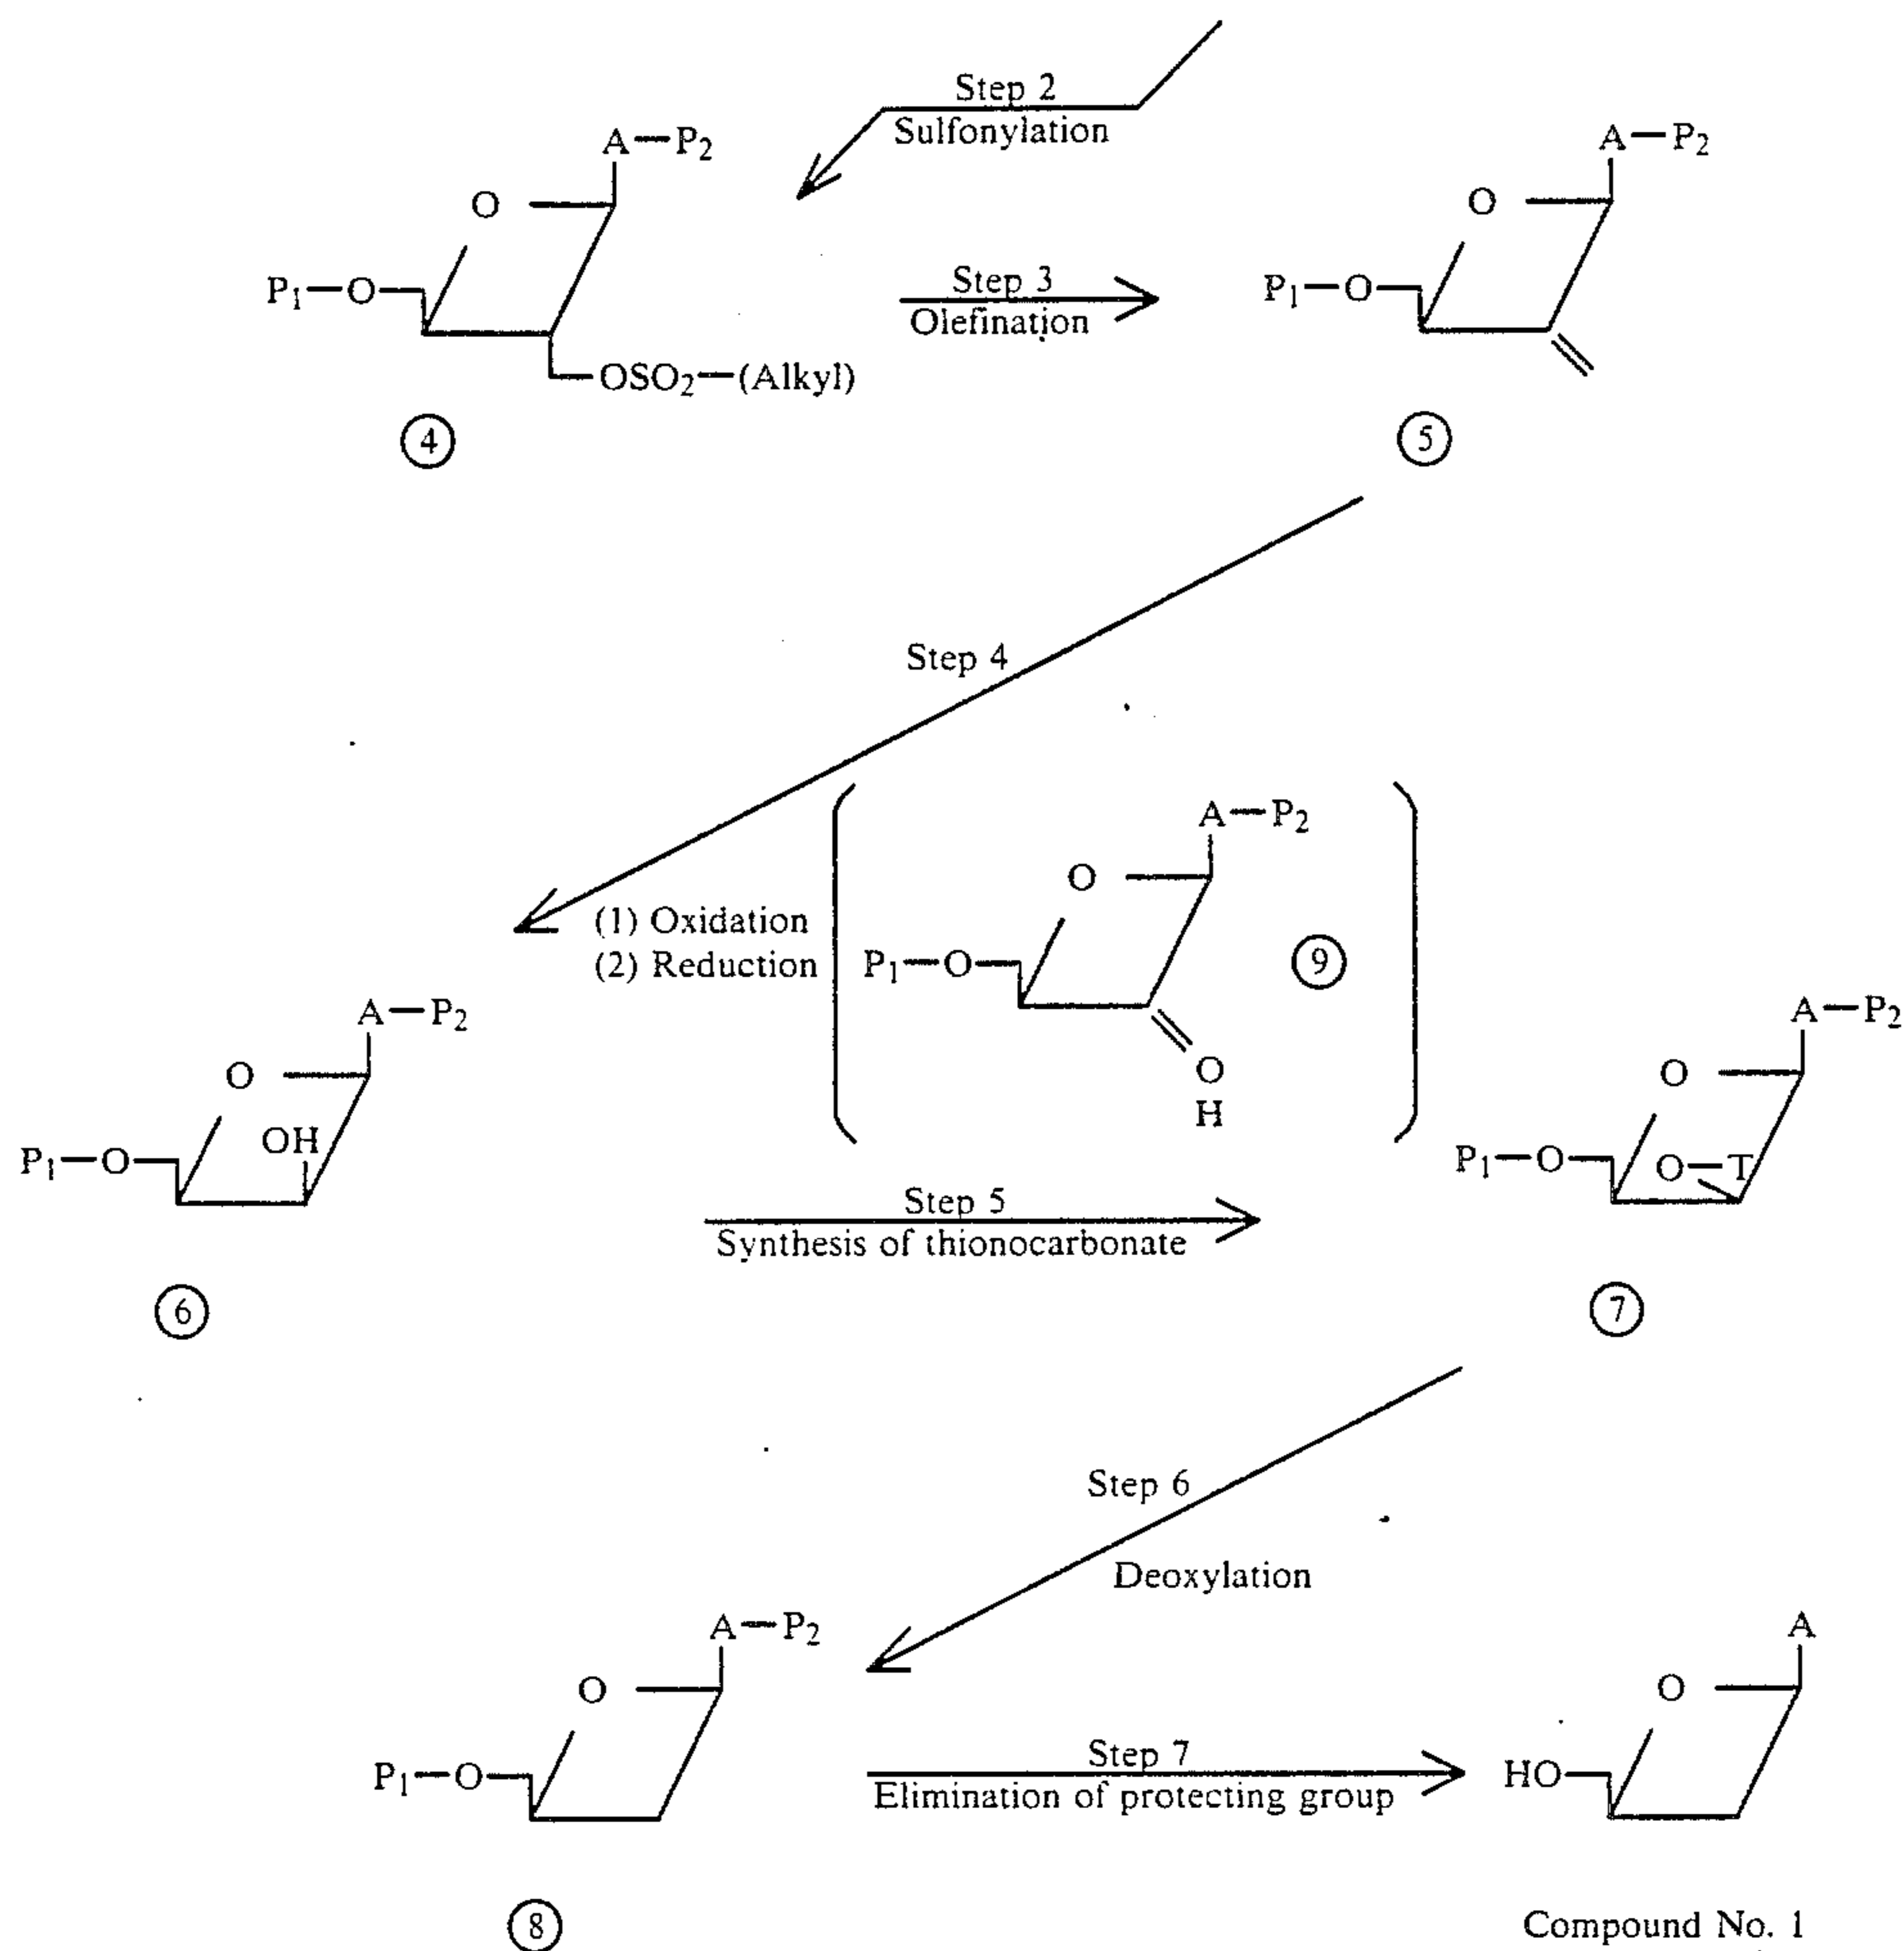 Step 2
Sulfonylation
A—P₂
O
P₁—O
OSO₂—(Alkyl)
④
Step 3
Olefination
A—P₂
O
P₁—O
⑤
Step 4
(1) Oxidation
(2) Reduction
A—P₂
O
P₁—O
O
H
⑨
A—P₂
O
OH
P₁—O
⑥
Step 5
Synthesis of thionocarbonate
A—P₂
O
P₁—O
O—T
⑦
Step 6
Deoxylation
A—P₂
O
P₁—O
⑧
Step 7
Elimination of protecting group
A
O
HO
Compound No. 1